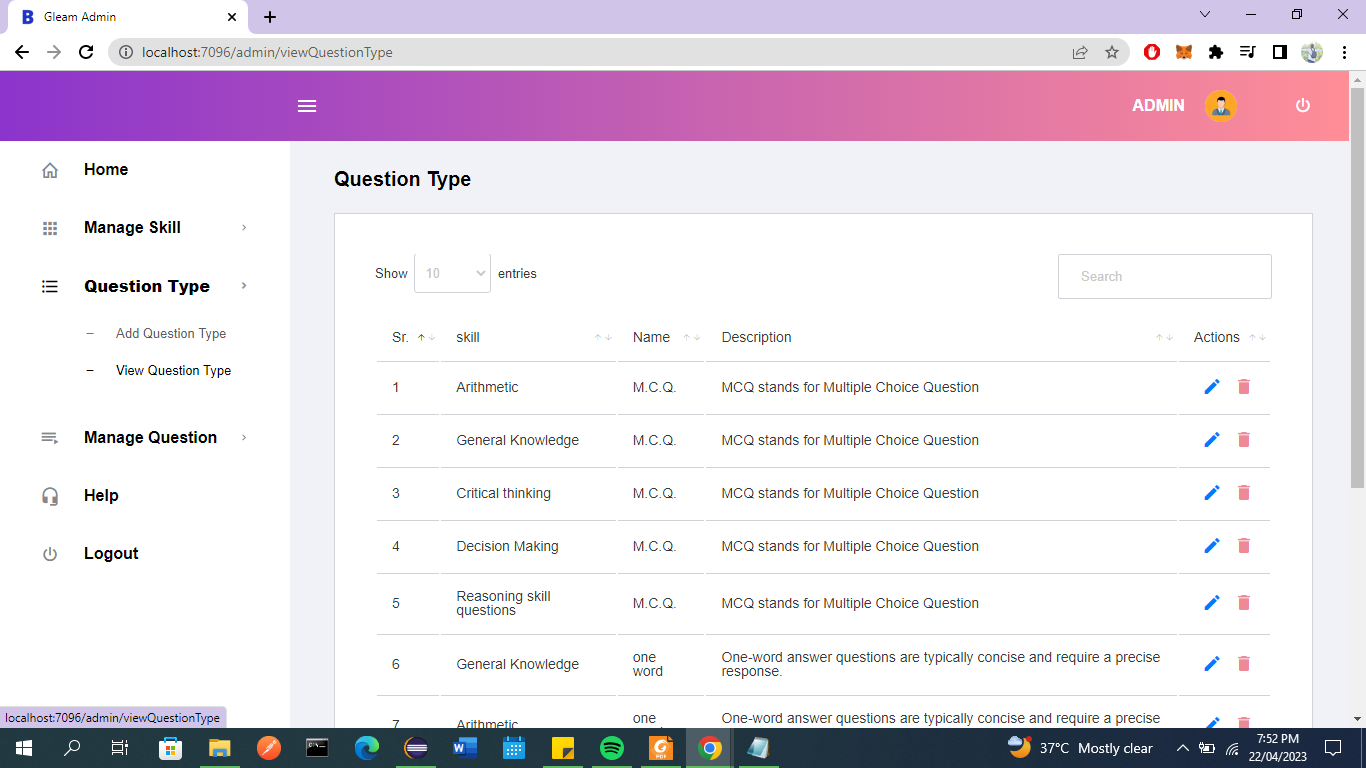 Gleam Admin
localhost:7096/admin/viewQuestionType
ADMIN
Home
Manage Skill
Question Type
Add Question Type
View Question Type
Manage Question
Help
Logout
Question Type
Show 10 entries
Search
Sr. skill Name Description Actions
1 Arithmetic M.C.Q. MCQ stands for Multiple Choice Question
2 General Knowledge M.C.Q. MCQ stands for Multiple Choice Question
3 Critical thinking M.C.Q. MCQ stands for Multiple Choice Question
4 Decision Making M.C.Q. MCQ stands for Multiple Choice Question
5 Reasoning skill
questions M.C.Q. MCQ stands for Multiple Choice Question
6 General Knowledge one
word One-word answer questions are typically concise and require a precise
response.
7 Arithmetic one One-word answer questions are typically concise and require a precise
localhost:7096/admin/viewQuestionType
37°C Mostly clear
7:52 PM
22/04/2023